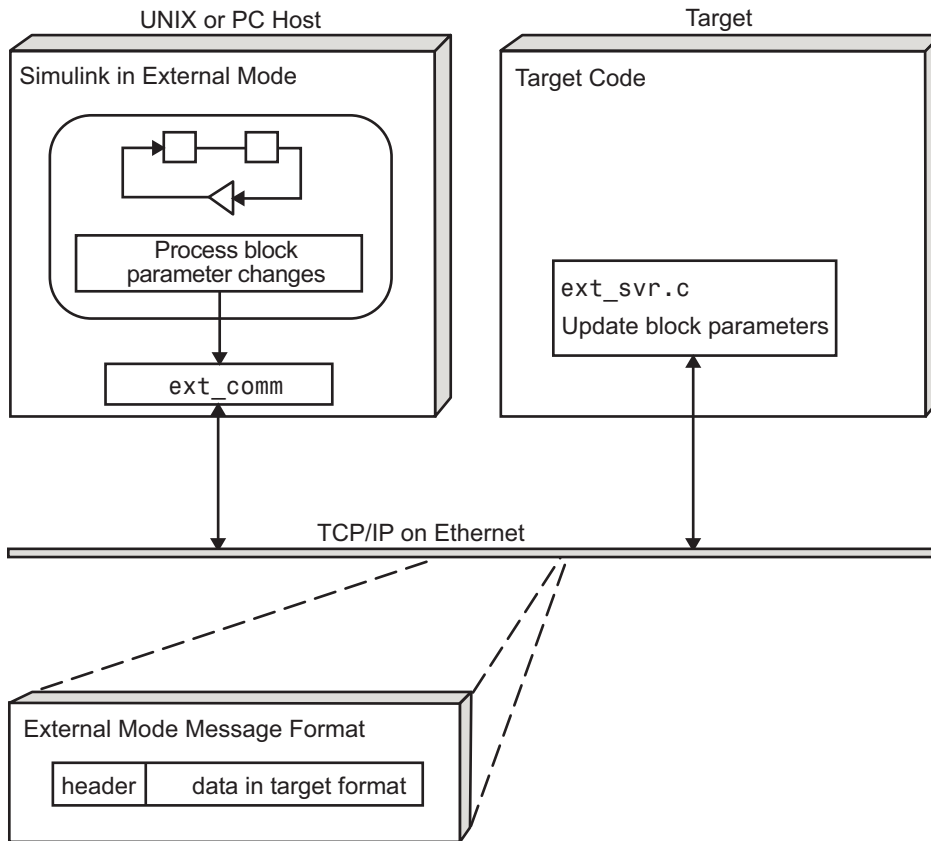 UNIX or PC Host
Target
Simulink in External Mode
Target Code
Process block
parameter changes
ext_svr.c
Update block parameters
ext_comm
TCP/IP on Ethernet
External Mode Message Format
header
data in target format